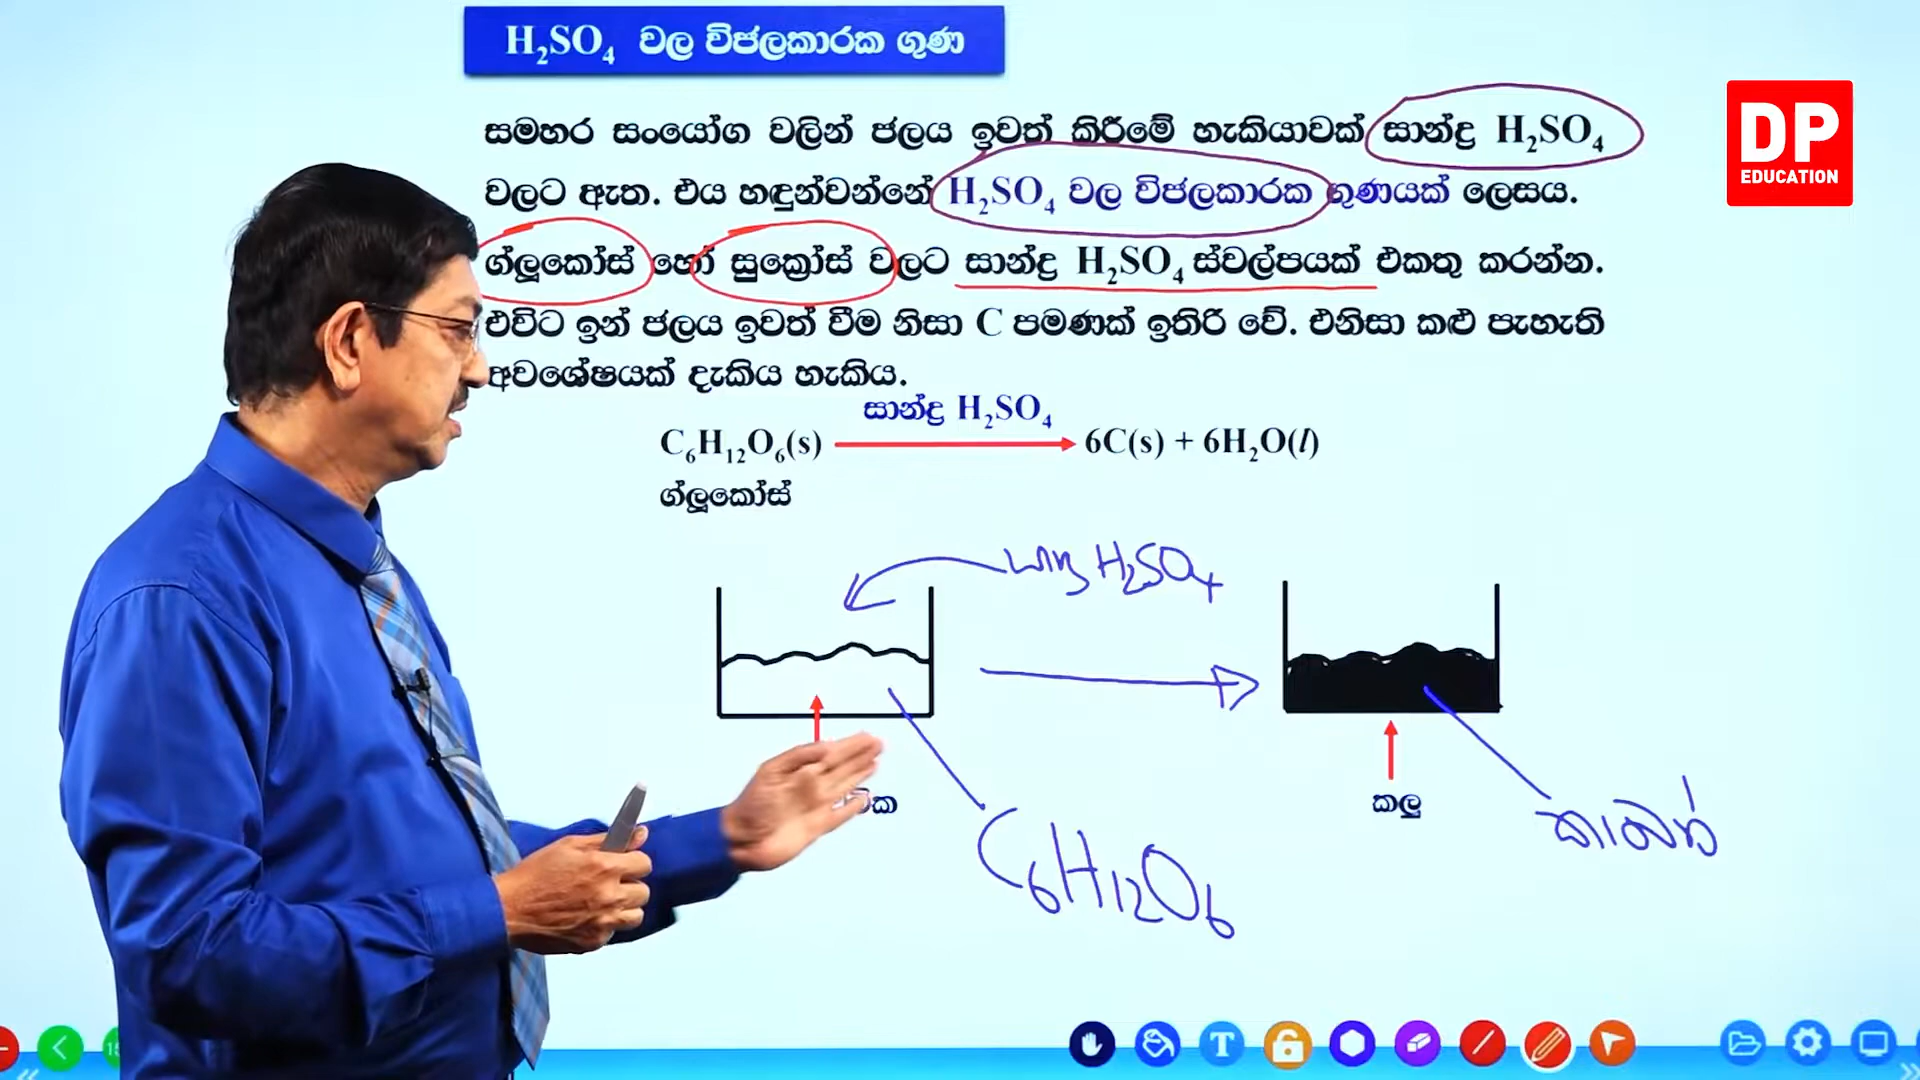 H₂SO₄ වල විජලකාරක ගුණ
සමහර සංයෝග වලින් ජලය ඉවත් කිරීමේ හැකියාවක් සාන්ද්‍ර H₂SO₄
වලට ඇත. එය හඳුන්වන්නේ H₂SO₄ වල විජලකාරක ගුණයක් ලෙසය.
ග්ලූකෝස් හෝ සුක්‍රෝස් වලට සාන්ද්‍ර H₂SO₄ ස්වල්පයක් එකතු කරන්න.
එවිට ඉන් ජලය ඉවත් වීම නිසා C පමණක් ඉතිරි වේ. එනිසා කළු පැහැති
අවශේෂයක් දැකිය හැකිය.
සාන්ද්‍ර H₂SO₄
C₆H₁₂O₆(s) → 6C(s) + 6H₂O(l)
ග්ලූකෝස්
H₂SO₄
කලු
C₆H₁₂O₆
කාබන්
DP
EDUCATION